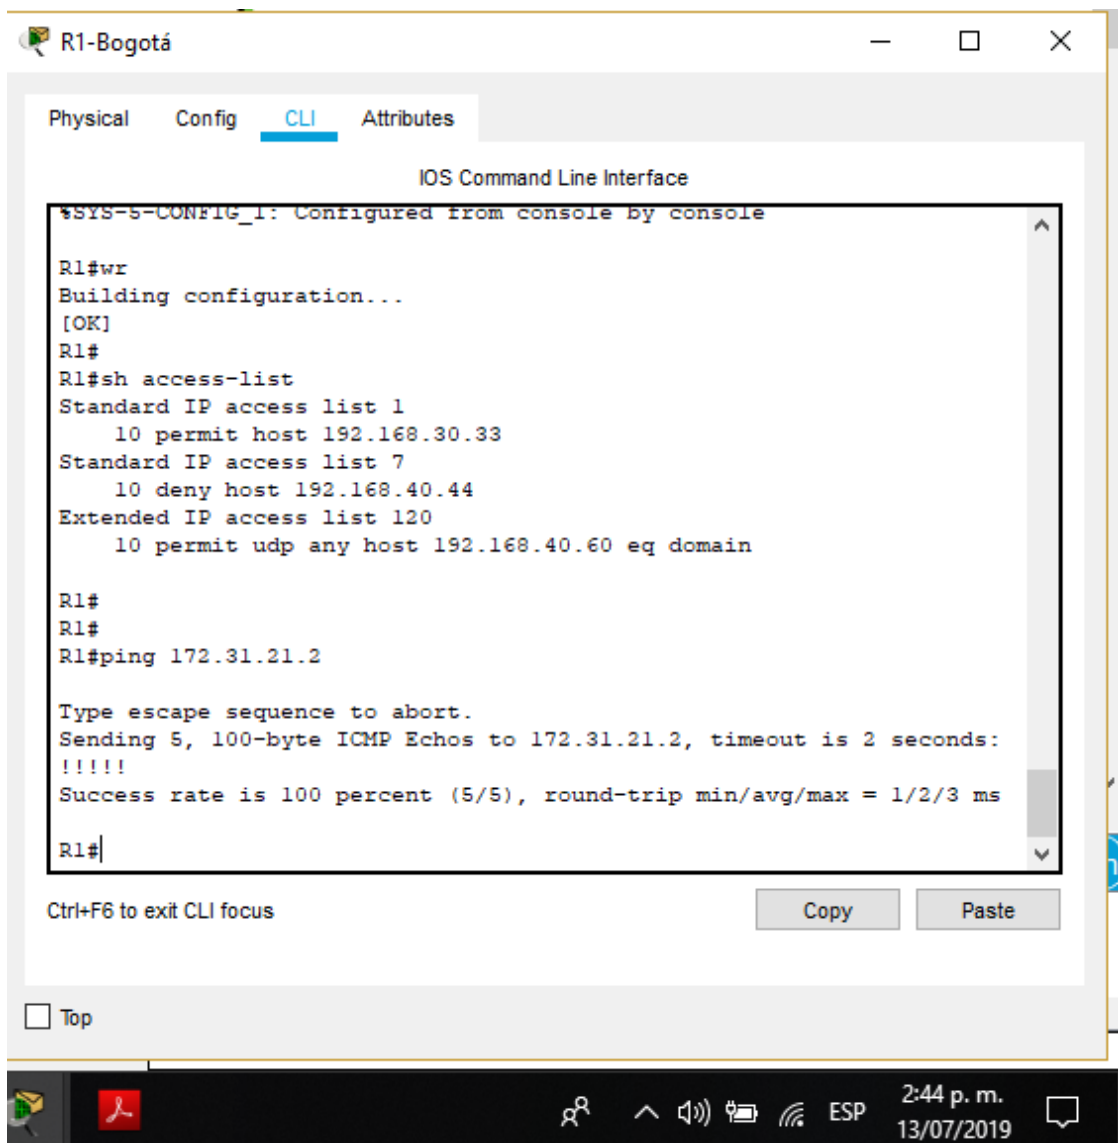 R1-Bogotá
Physical Config CLI Attributes
IOS Command Line Interface
%SYS-5-CONFIG_I: Configured from console by console
R1#wr
Building configuration...
[OK]
R1#
R1#sh access-list
Standard IP access list 1
10 permit host 192.168.30.33
Standard IP access list 7
10 deny host 192.168.40.44
Extended IP access list 120
10 permit udp any host 192.168.40.60 eq domain
R1#
R1#
R1#ping 172.31.21.2
Type escape sequence to abort.
Sending 5, 100-byte ICMP Echos to 172.31.21.2, timeout is 2 seconds:
!!!!!
Success rate is 100 percent (5/5), round-trip min/avg/max = 1/2/3 ms
R1#
Ctrl+F6 to exit CLI focus
Copy Paste
Top
ESP
2:44 p. m.
13/07/2019